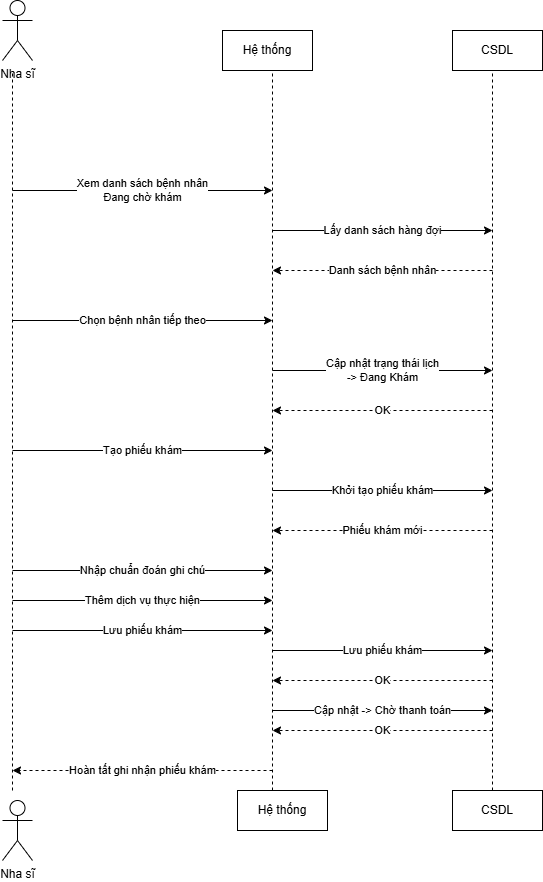 Nha sĩ
Hệ thống
CSDL
Xem danh sách bệnh nhân
Đang chờ khám
Lấy danh sách hàng đợi
Danh sách bệnh nhân
Chọn bệnh nhân tiếp theo
Cập nhật trạng thái lịch
-> Đang Khám
OK
Tạo phiếu khám
Khởi tạo phiếu khám
Phiếu khám mới
Nhập chuẩn đoán ghi chú
Thêm dịch vụ thực hiện
Lưu phiếu khám
Lưu phiếu khám
OK
Cập nhật -> Chờ thanh toán
OK
Hoàn tất ghi nhận phiếu khám
Hệ thống
CSDL
Nha sĩ